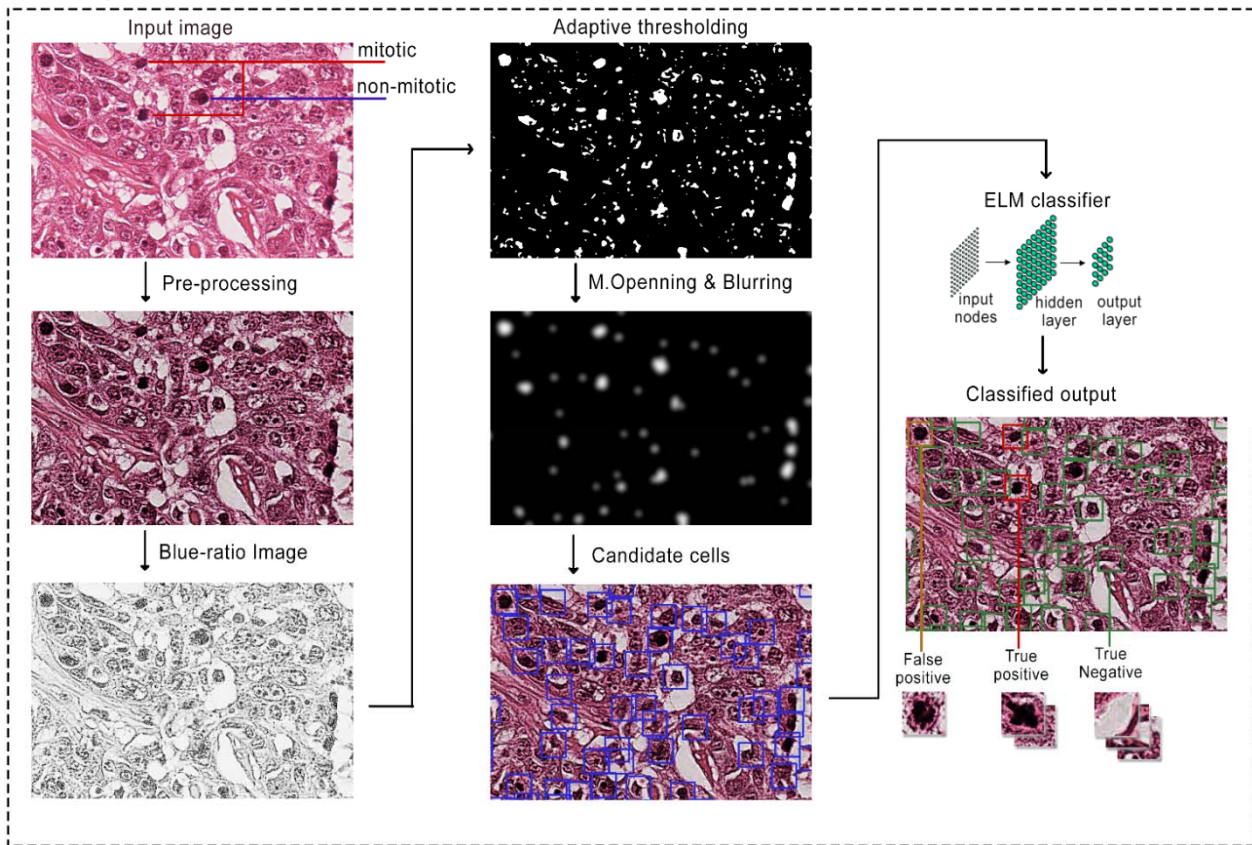 Input image
mitotic
non-mitotic
Pre-processing
Blue-ratio Image
Adaptive thresholding
M.Openning & Blurring
Candidate cells
ELM classifier
input
nodes
hidden
layer
output
layer
Classified output
False
positive
True
positive
True
Negative